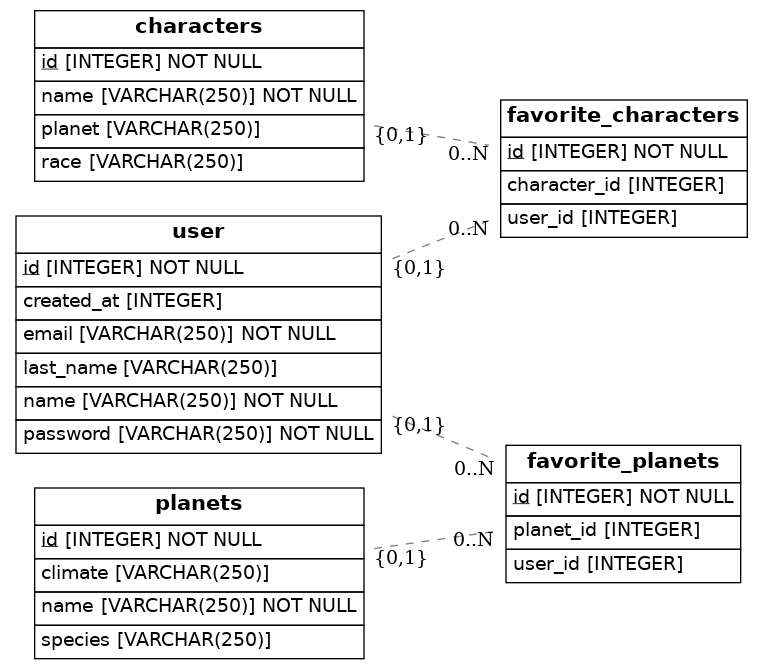 characters
id [INTEGER] NOT NULL
name [VARCHAR(250)] NOT NULL
planet [VARCHAR(250)]
race [VARCHAR(250)]
{0,1}
0..N
favorite_characters
id [INTEGER] NOT NULL
character_id [INTEGER]
user_id [INTEGER]
user
id [INTEGER] NOT NULL
created_at [INTEGER]
email [VARCHAR(250)] NOT NULL
last_name [VARCHAR(250)]
name [VARCHAR(250)] NOT NULL
password [VARCHAR(250)] NOT NULL
0..N
{0,1}
{0,1}
0..N
favorite_planets
id [INTEGER] NOT NULL
planet_id [INTEGER]
user_id [INTEGER]
planets
id [INTEGER] NOT NULL
climate [VARCHAR(250)]
name [VARCHAR(250)] NOT NULL
species [VARCHAR(250)]
0..N
{0,1}